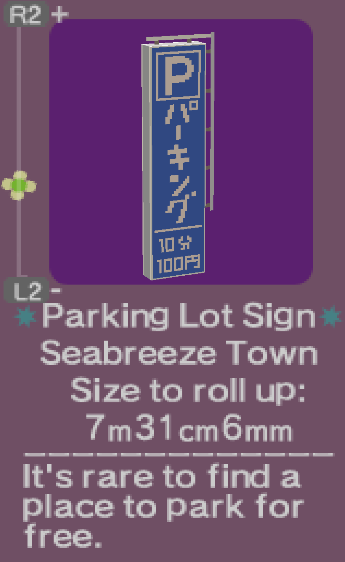 R2+
P
パーキング
10分
100円
L2-
Parking Lot Sign
Seabreeze Town
Size to roll up:
7m31cm6mm
It's rare to find a
place to park for
free.